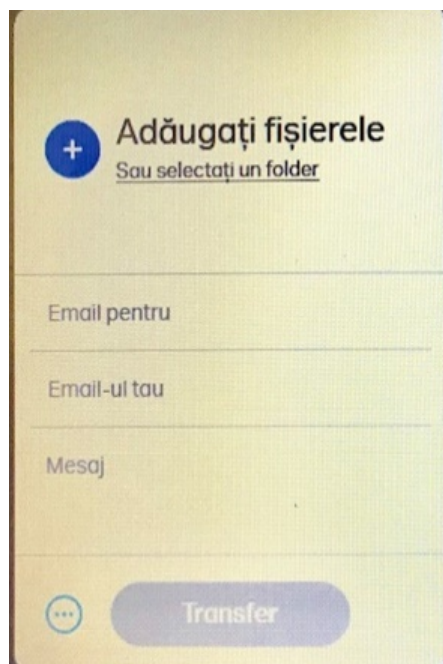 Adăugați fișierele
Sau selectați un folder
Email pentru
Email-ul tau
Mesaj
Transfer